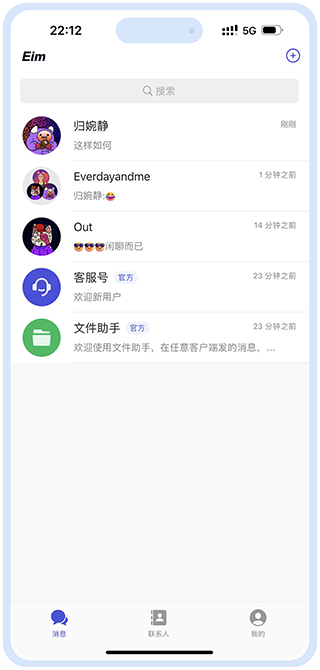 22:12 5G
Eim
搜索
归婉静 刚刚
这样如何
Everdayandme 1 分钟之前
归婉静:😂
Out 14 分钟之前
😎😎😎闲聊而已
客服号 官方 23 分钟之前
欢迎新用户
文件助手 官方 23 分钟之前
欢迎使用文件助手，在任意客户端发的消息，...
消息 联系人 我的